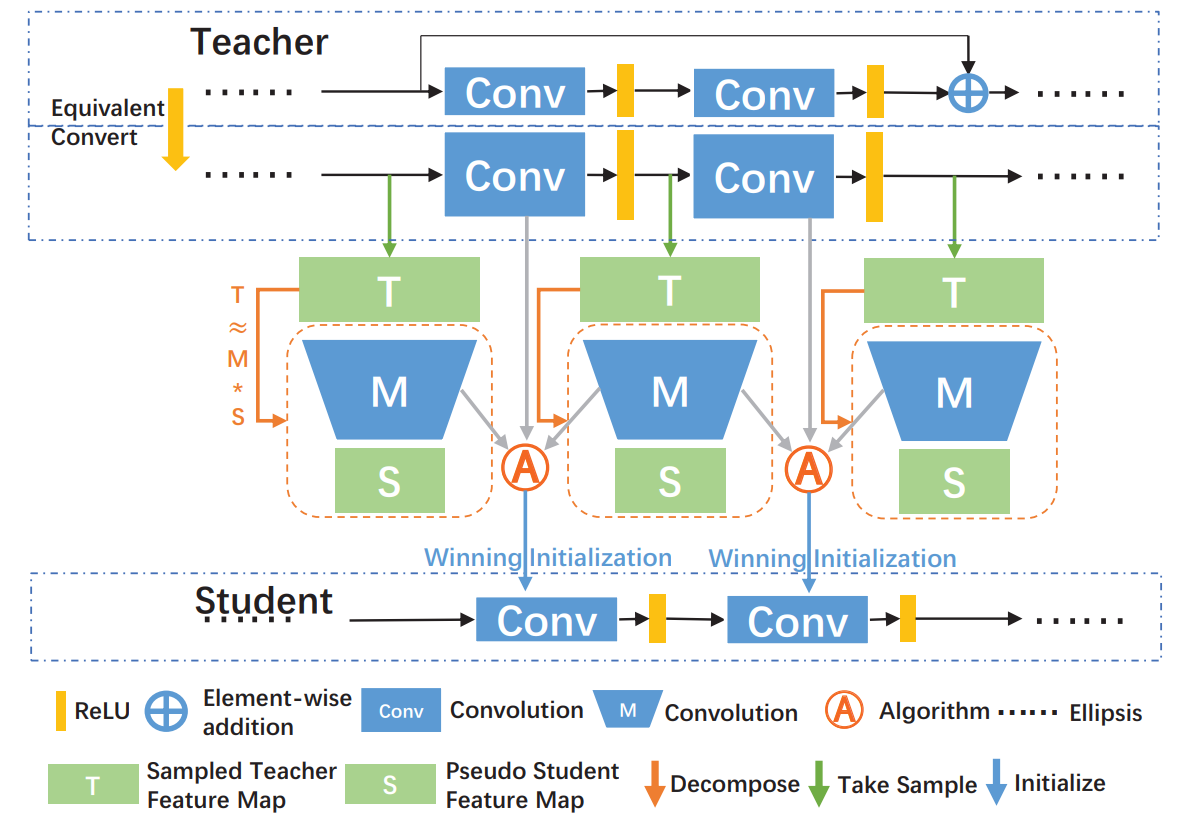 Teacher
Equivalent
Convert
...... Conv Conv ......
...... Conv Conv ......
T T T
T
≈
M
*
S
M M M
A A
S S S
Winning Initialization Winning Initialization
Student
...... Conv Conv ......
ReLU
Element-wise
addition
Conv Convolution
M Convolution
A Algorithm
...... Ellipsis
T Sampled Teacher
Feature Map
S Pseudo Student
Feature Map
Decompose
Take Sample
Initialize